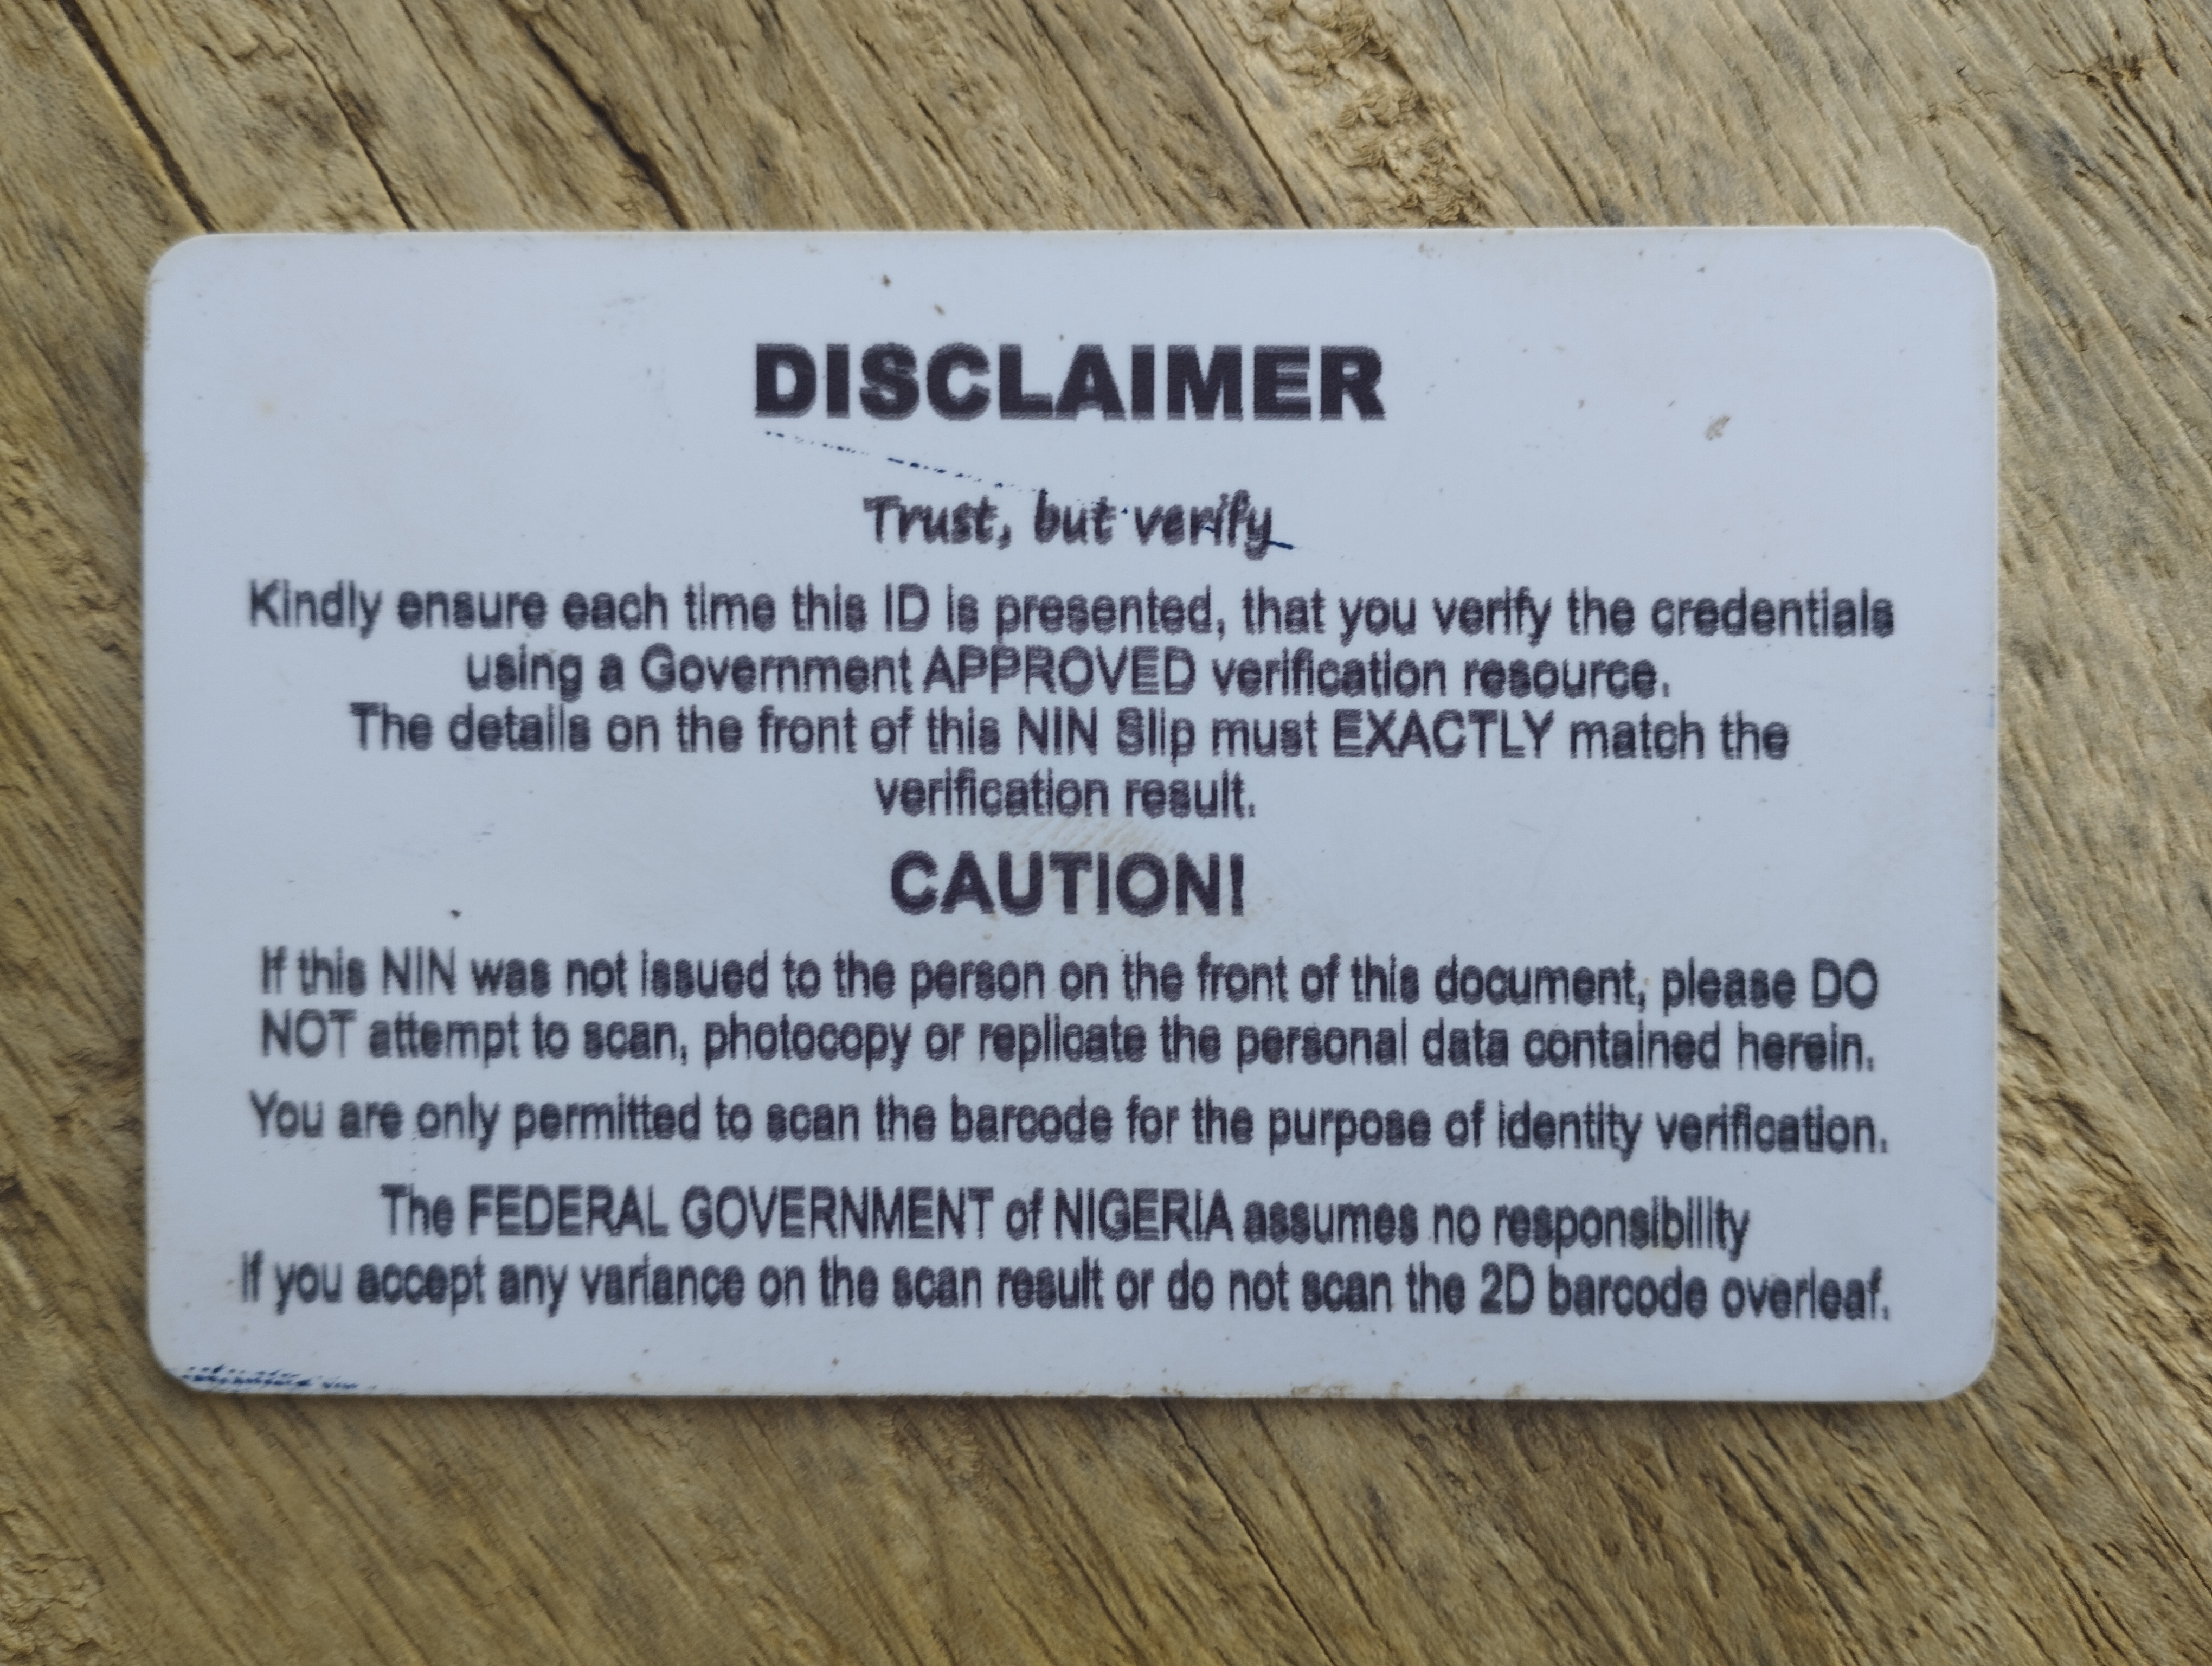 DISCLAIMER
Trust, but verify
Kindly ensure each time this ID is presented, that you verify the credentials
using a Government APPROVED verification resource.
The details on the front of this NIN Slip must EXACTLY match the
verification result.
CAUTION!
If this NIN was not issued to the person on the front of this document, please DO
NOT attempt to scan, photocopy or replicate the personal data contained herein.
You are only permitted to scan the barcode for the purpose of identity verification.
The FEDERAL GOVERNMENT of NIGERIA assumes no responsibility
if you accept any variance on the scan result or do not scan the 2D barcode overleaf.